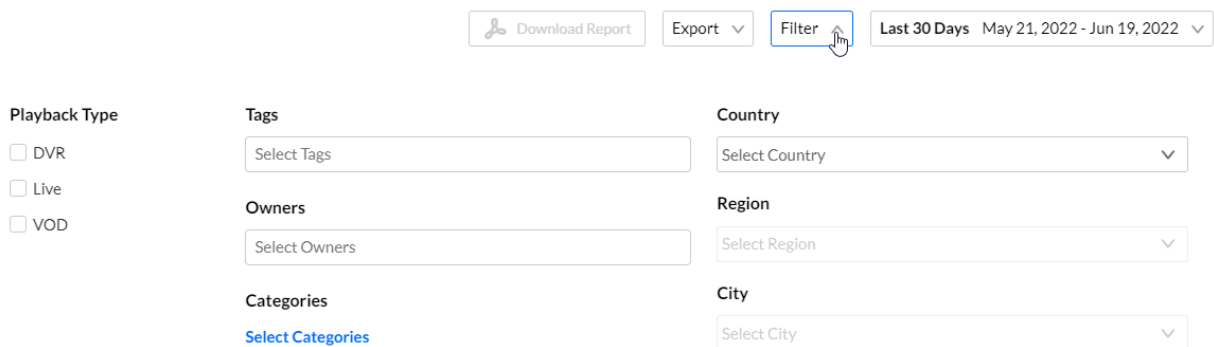 Download Report Export Filter Last 30 Days May 21, 2022 - Jun 19, 2022
Playback Type
DVR
Live
VOD
Tags
Select Tags
Owners
Select Owners
Categories
Select Categories
Country
Select Country
Region
Select Region
City
Select City